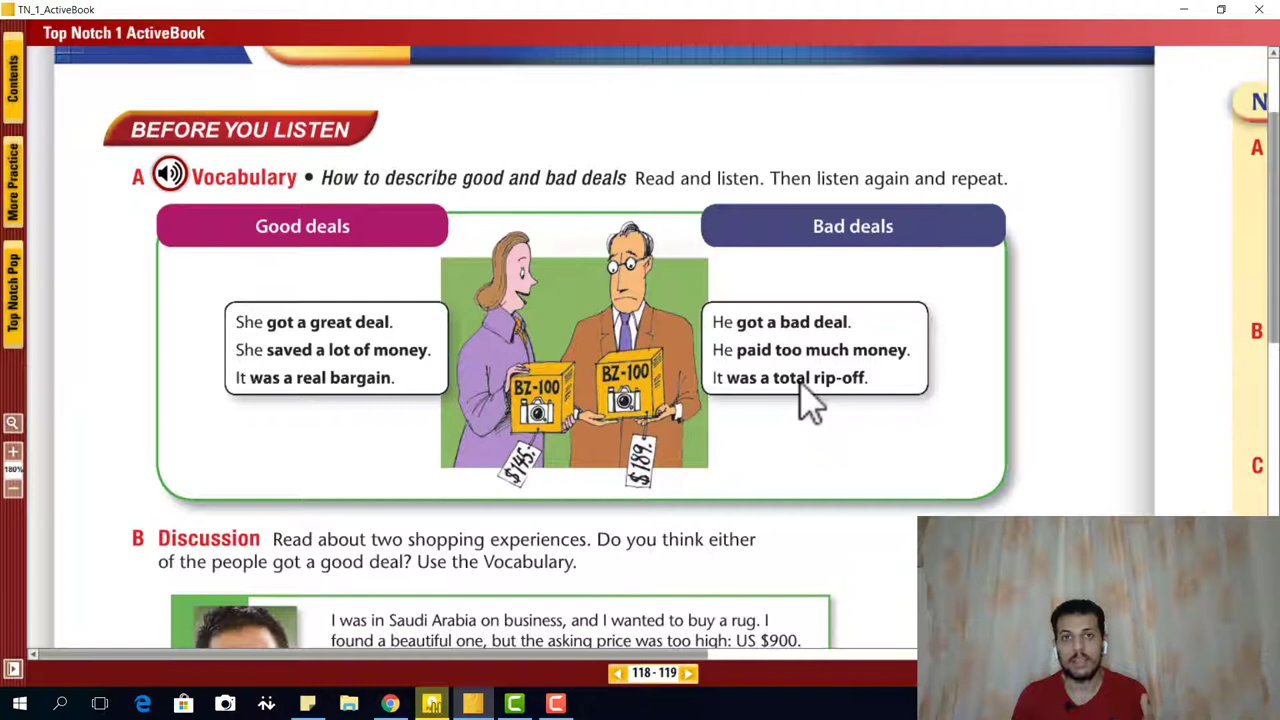 TN_1_ActiveBook
Top Notch 1 ActiveBook
Contents
More Practice
Top Notch Pop
180%
BEFORE YOU LISTEN
A Vocabulary • How to describe good and bad deals Read and listen. Then listen again and repeat.
Good deals
Bad deals
She got a great deal.
She saved a lot of money.
It was a real bargain.
BZ-100
BZ-100
$145.
$189.
He got a bad deal.
He paid too much money.
It was a total rip-off.
B Discussion Read about two shopping experiences. Do you think either
of the people got a good deal? Use the Vocabulary.
I was in Saudi Arabia on business, and I wanted to buy a rug. I
found a beautiful one, but the asking price was too high: US $900.
N
A
B
C
118-119